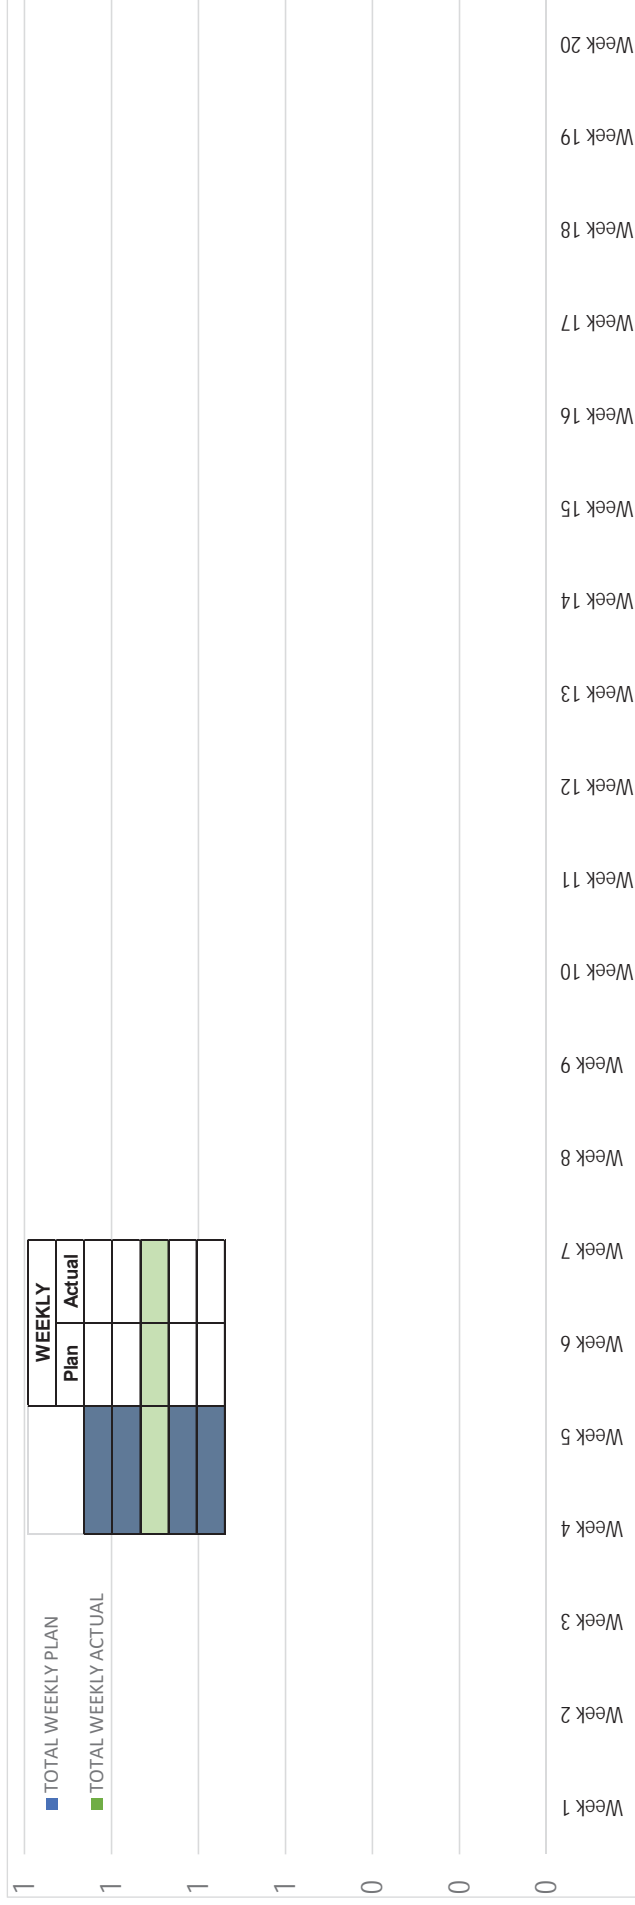 TOTAL WEEKLY PLAN
TOTAL WEEKLY ACTUAL
WEEKLY
Plan Actual
1
1
1
1
0
0
0
Week 1
Week 2
Week 3
Week 4
Week 5
Week 6
Week 7
Week 8
Week 9
Week 10
Week 11
Week 12
Week 13
Week 14
Week 15
Week 16
Week 17
Week 18
Week 19
Week 20